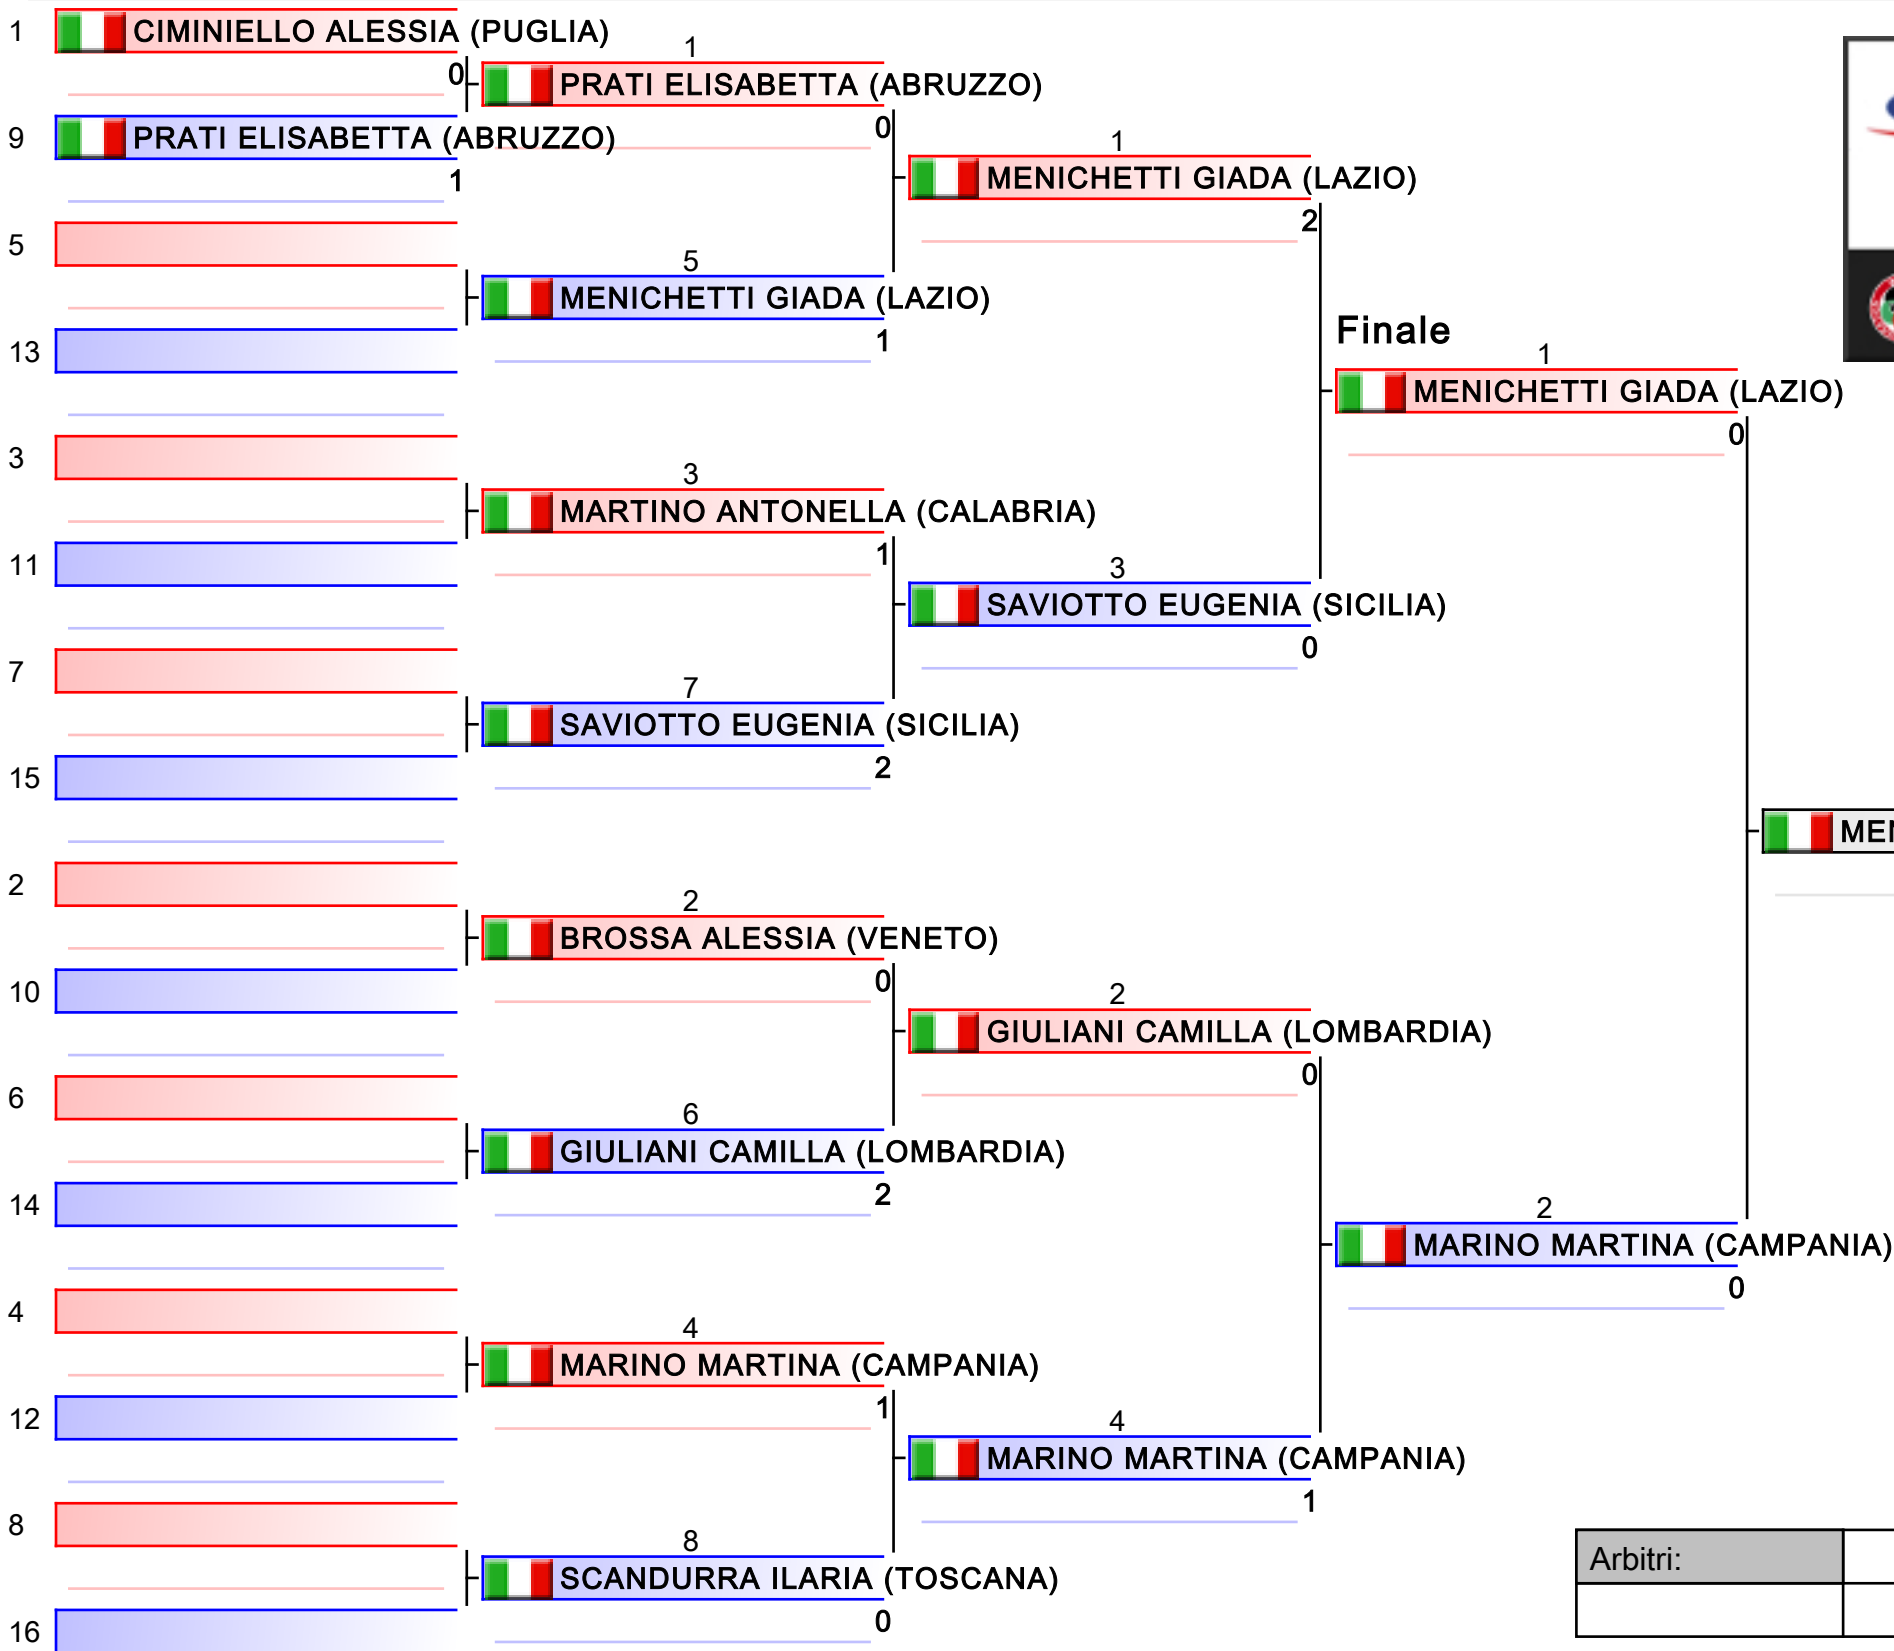 1 CIMINIELLO ALESSIA (PUGLIA)
0
9 PRATI ELISABETTA (ABRUZZO)
1
5
13
3
11
7
15
2
10
6
14
4
12
8
16
1
PRATI ELISABETTA (ABRUZZO)
0
5
MENICHETTI GIADA (LAZIO)
1
3
MARTINO ANTONELLA (CALABRIA)
1
7
SAVIOTTO EUGENIA (SICILIA)
2
2
BROSSA ALESSIA (VENETO)
0
6
GIULIANI CAMILLA (LOMBARDIA)
2
4
MARINO MARTINA (CAMPANIA)
1
8
SCANDURRA ILARIA (TOSCANA)
0
1
MENICHETTI GIADA (LAZIO)
2
3
SAVIOTTO EUGENIA (SICILIA)
0
2
GIULIANI CAMILLA (LOMBARDIA)
0
4
MARINO MARTINA (CAMPANIA)
1
Finale
1
MENICHETTI GIADA (LAZIO)
0
2
MARINO MARTINA (CAMPANIA)
0
Arbitri: